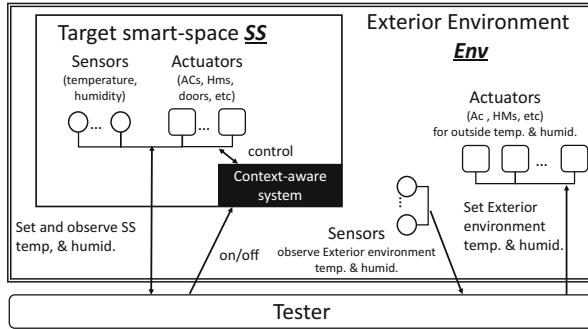 Target smart-space SS
Sensors
(temperature,
humidity)
...
Actuators
(ACs, Hms,
doors, etc)
...
control
Context-aware
system
Set and observe SS
temp, & humid.
on/off
Exterior Environment
Env
Actuators
(Ac , HMs, etc)
for outside temp. & humid.
...
...
Sensors
observe Exterior environment
temp. & humid.
Set Exterior
environment
temp. & humid.
Tester